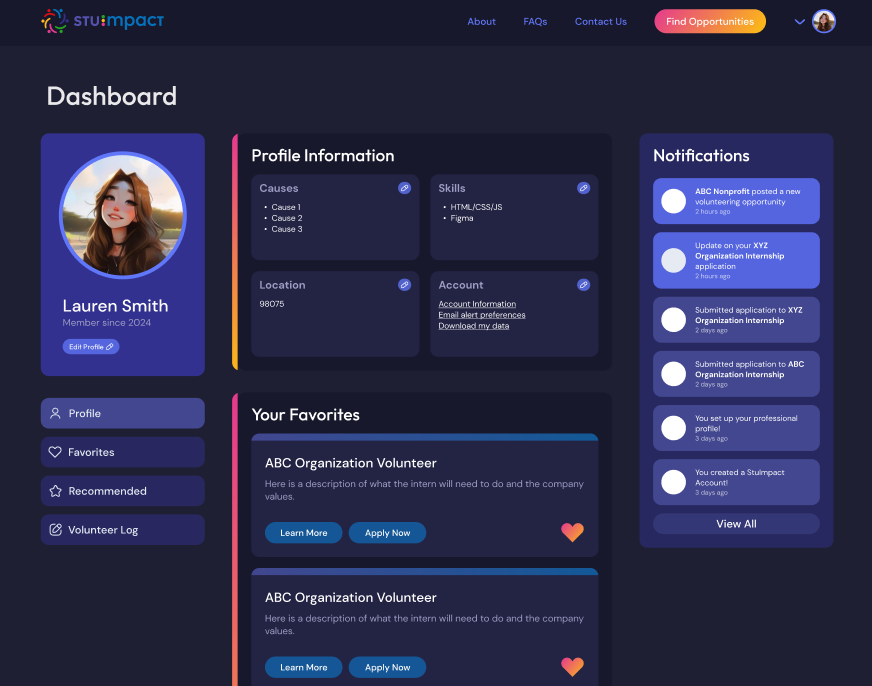 STUIMPACT
About
FAQs
Contact Us
Find Opportunities
Dashboard
Lauren Smith
Member since 2024
Edit Profile
Profile
Favorites
Recommended
Volunteer Log
Profile Information
Causes
• Cause 1
• Cause 2
• Cause 3
Skills
• HTML/CSS/JS
• Figma
Location
98075
Account
Account Information
Email alert preferences
Download my data
Your Favorites
ABC Organization Volunteer
Here is a description of what the intern will need to do and the company
values.
Learn More
Apply Now
ABC Organization Volunteer
Here is a description of what the intern will need to do and the company
values.
Learn More
Apply Now
Notifications
ABC Nonprofit posted a new
volunteering opportunity
2 hours ago
Update on your XYZ
Organization Internship
application
2 hours ago
Submitted application to XYZ
Organization Internship
2 days ago
Submitted application to ABC
Organization Internship
2 days ago
You set up your professional
profile!
3 days ago
You created a StuImpact
Account!
3 days ago
View All